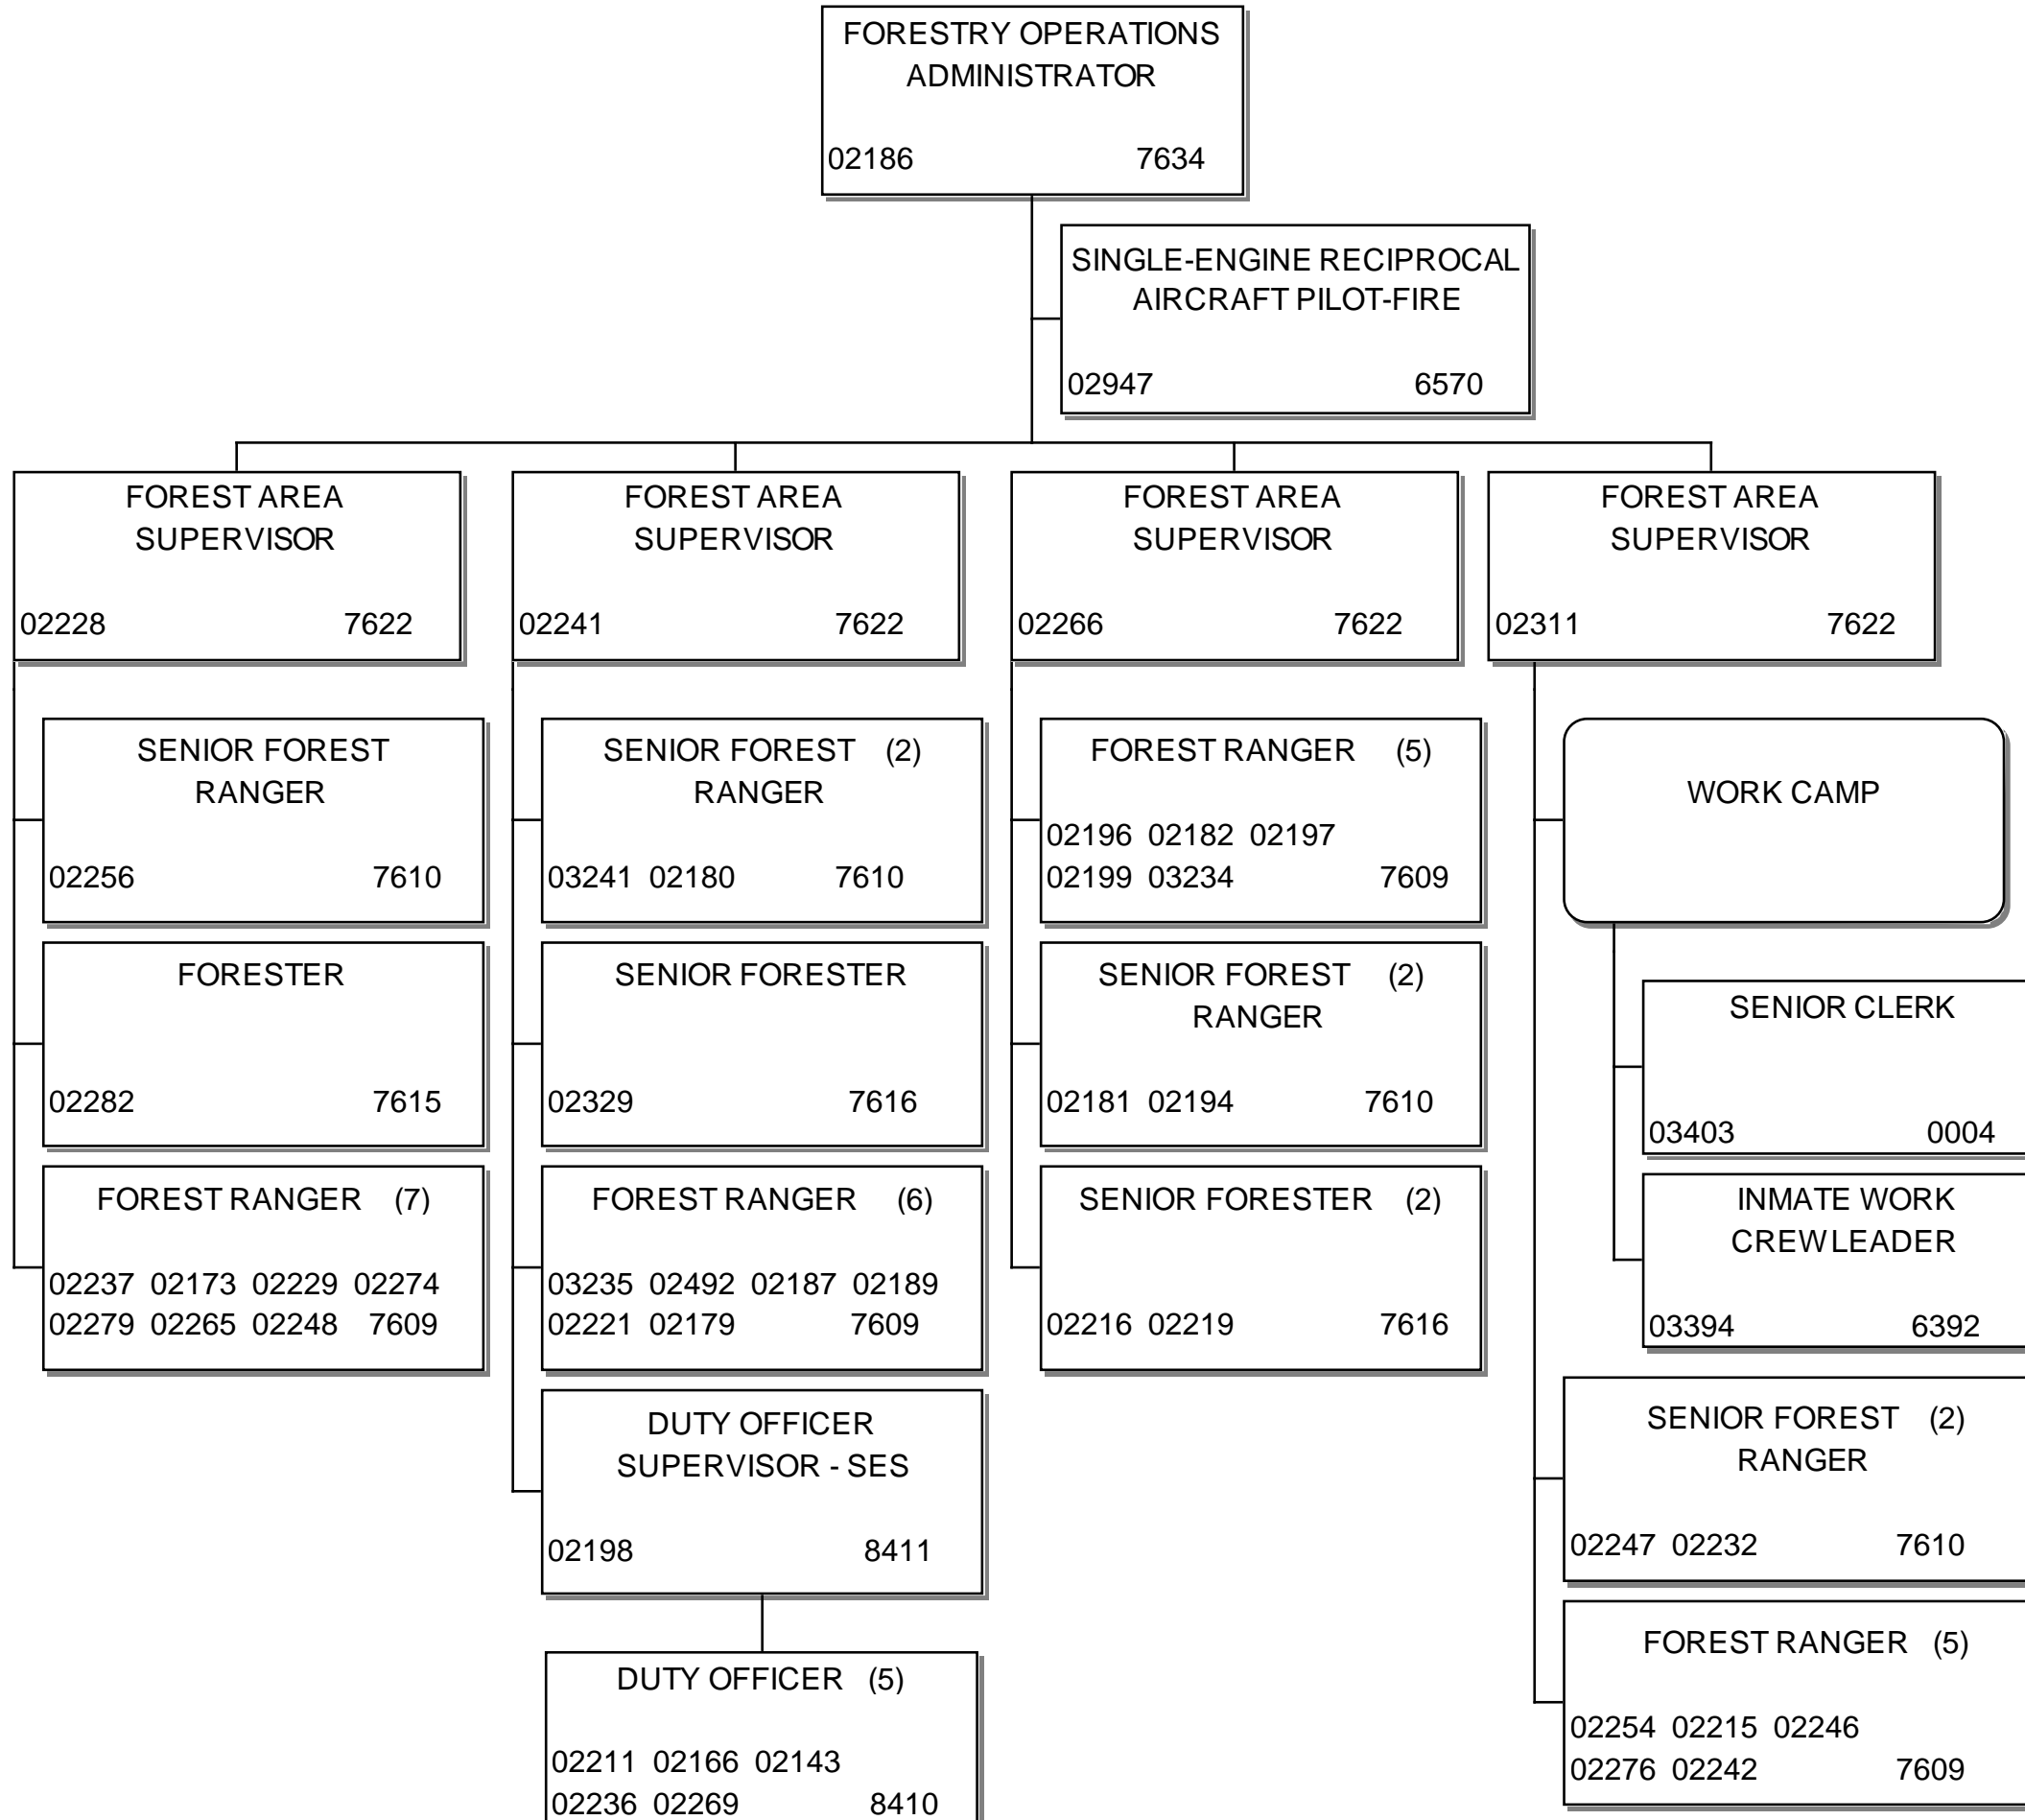 FORESTRY OPERATIONS
ADMINISTRATOR
02186 7634
SINGLE-ENGINE RECIPROCAL
AIRCRAFT PILOT-FIRE
02947 6570
FOREST AREA
SUPERVISOR
02228 7622
FOREST AREA
SUPERVISOR
02241 7622
FOREST AREA
SUPERVISOR
02266 7622
FOREST AREA
SUPERVISOR
02311 7622
SENIOR FOREST
RANGER
02256 7610
FORESTER
02282 7615
FOREST RANGER (7)
02237 02173 02229 02274
02279 02265 02248 7609
SENIOR FOREST (2)
RANGER
03241 02180 7610
SENIOR FORESTER
02329 7616
FOREST RANGER (6)
03235 02492 02187 02189
02221 02179 7609
DUTY OFFICER
SUPERVISOR - SES
02198 8411
DUTY OFFICER (5)
02211 02166 02143
02236 02269 8410
FOREST RANGER (5)
02196 02182 02197
02199 03234 7609
SENIOR FOREST (2)
RANGER
02181 02194 7610
SENIOR FORESTER (2)
02216 02219 7616
WORK CAMP
SENIOR CLERK
03403 0004
INMATE WORK
CREW LEADER
03394 6392
SENIOR FOREST (2)
RANGER
02247 02232 7610
FOREST RANGER (5)
02254 02215 02246
02276 02242 7609